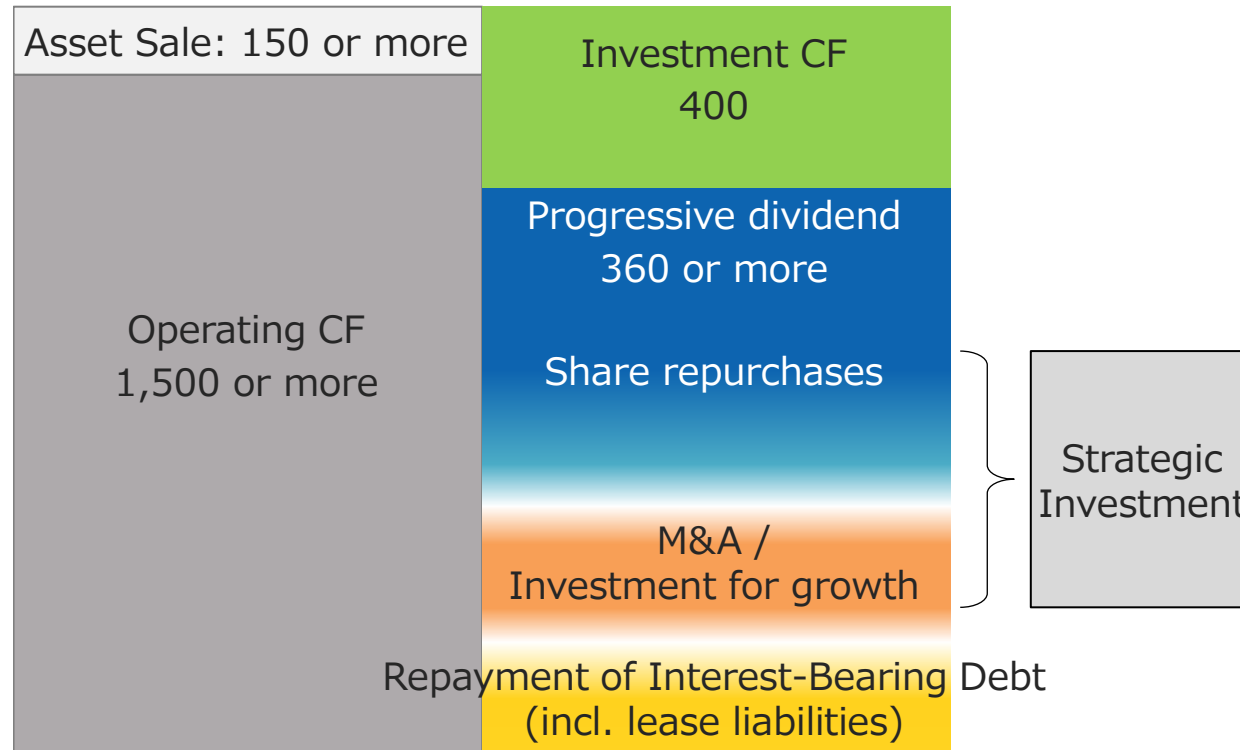 Asset Sale: 150 or more
Operating CF
1,500 or more
Investment CF
400
Progressive dividend
360 or more
Share repurchases
M&A /
Investment for growth
Repayment of Interest-Bearing Debt
(incl. lease liabilities)
Strategic
Investment